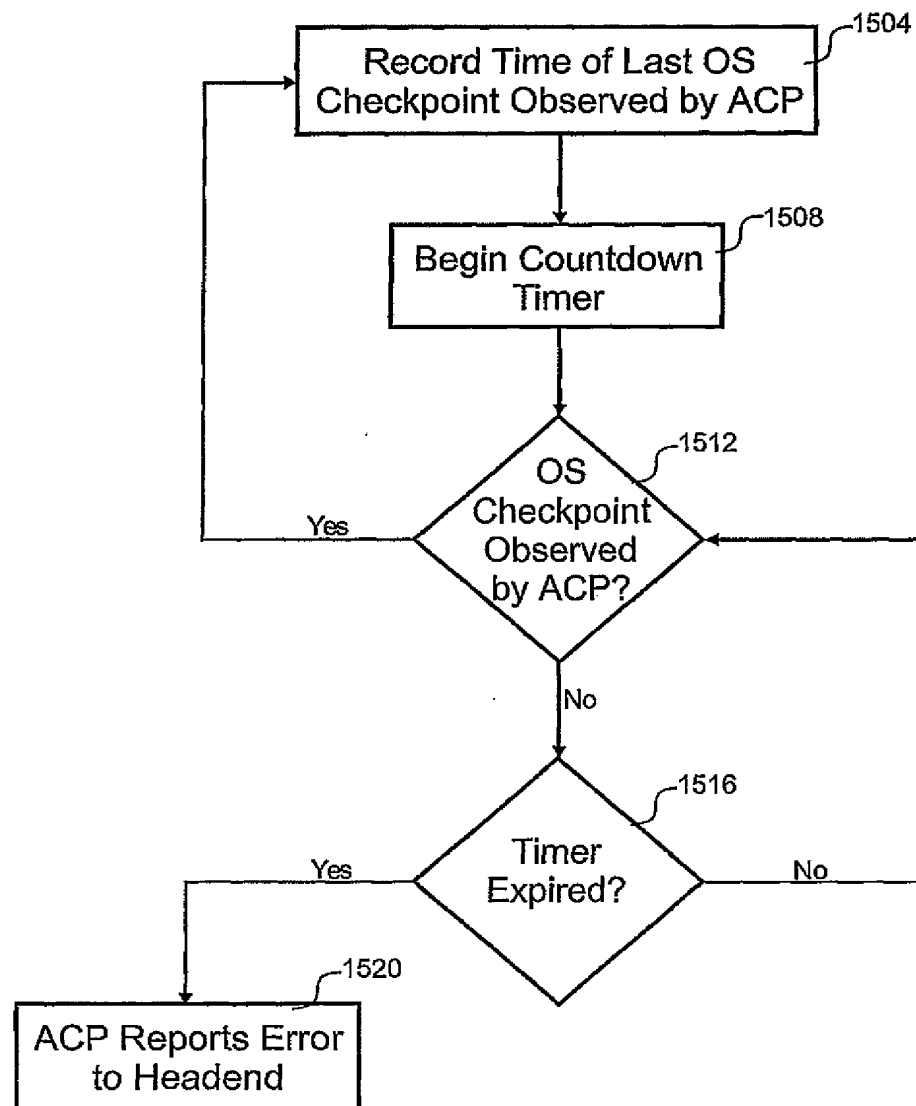 1504
Record Time of Last OS
Checkpoint Observed by ACP
1508
Begin Countdown
Timer
1512
OS
Checkpoint
Observed
by ACP?
Yes
No
1516
Timer
Expired?
Yes
No
1520
ACP Reports Error
to Headend